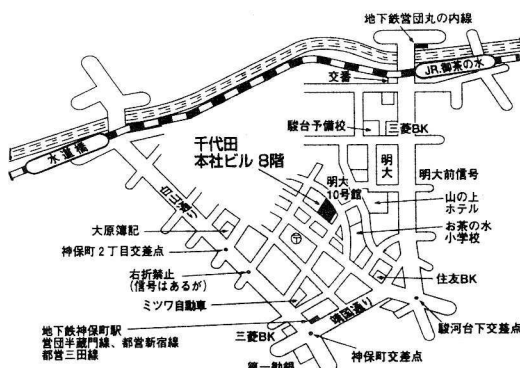 地下鉄営団丸の内線
JR.御茶の水
交番
駿台予備校
三菱BK
水道橋
千代田
本社ビル 8階
明大
10号館
明大
明大前信号
白山通り
山の上
ホテル
大原簿記
お茶の水
小学校
神保町2丁目交差点
右折禁止
(信号はあるが)
住友BK
ミツワ自動車
靖国通り
地下鉄神保町駅
営団半蔵門線、都営新宿線
都営三田線
三菱BK
駿河台下交差点
神保町交差点
第一勧銀